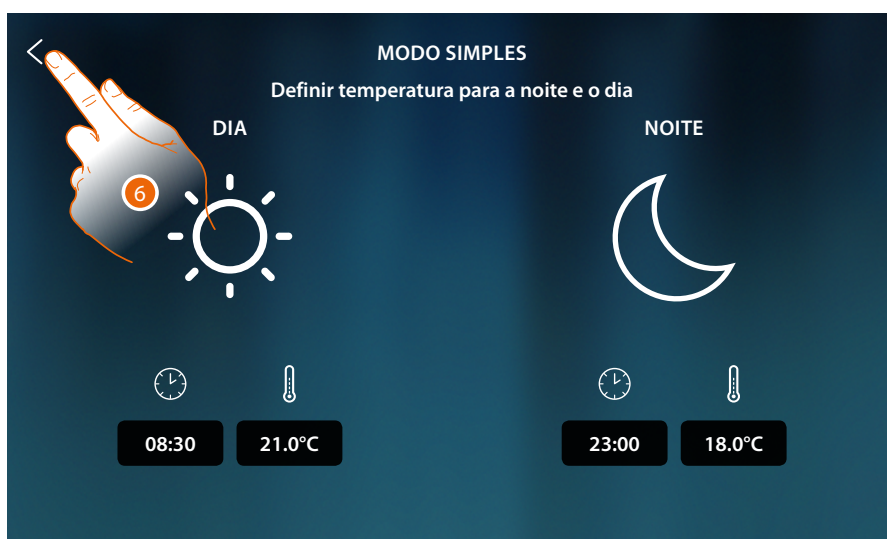 MODO SIMPLES
Definir temperatura para a noite e o dia
DIA
NOITE
6
08:30
21.0°C
23:00
18.0°C